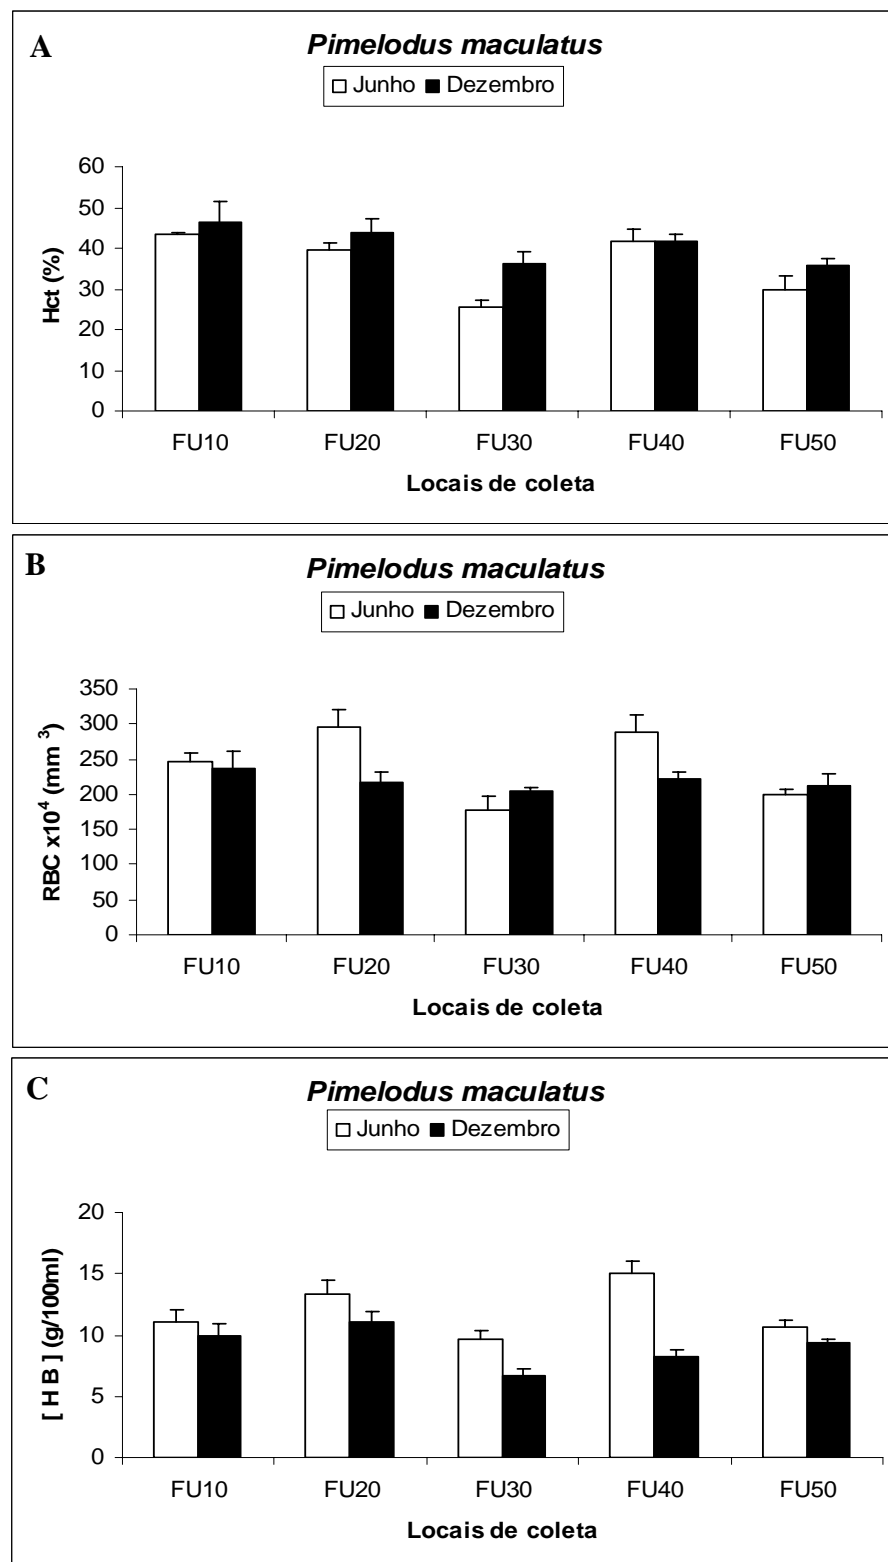 A
Pimelodus maculatus
Junho Dezembro
60
50
40
30
20
10
0
Hct (%)
FU10 FU20 FU30 FU40 FU50
Locais de coleta
B
Pimelodus maculatus
Junho Dezembro
350
300
250
200
150
100
50
0
RBC x10⁴ (mm ³)
FU10 FU20 FU30 FU40 FU50
Locais de coleta
C
Pimelodus maculatus
Junho Dezembro
20
15
10
5
0
[ H B ] (g/100ml)
FU10 FU20 FU30 FU40 FU50
Locais de coleta